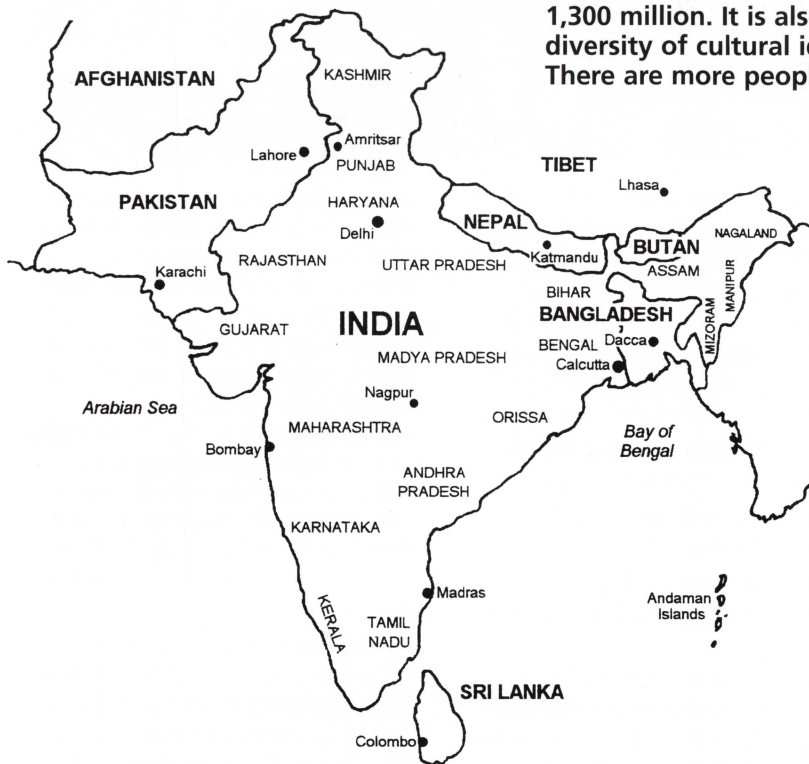 1,300 million. It is als
diversity of cultural i
There are more peop
AFGHANISTAN
KASHMIR
Amritsar
Lahore
PUNJAB
TIBET
Lhasa
PAKISTAN
HARYANA
Delhi
NEPAL
Katmandu
BUTAN
NAGALAND
RAJASTHAN
UTTAR PRADESH
ASSAM
Karachi
BIHAR
MANIPUR
MIZORAM
GUJARAT
INDIA
BANGLADESH
BENGAL
Dacca
MADYA PRADESH
Calcutta
Nagpur
Arabian Sea
MAHARASHTRA
ORISSA
Bay of
Bengal
Bombay
ANDHRA
PRADESH
KARNATAKA
Madras
Andaman
Islands
KERALA
TAMIL
NADU
SRI LANKA
Colombo